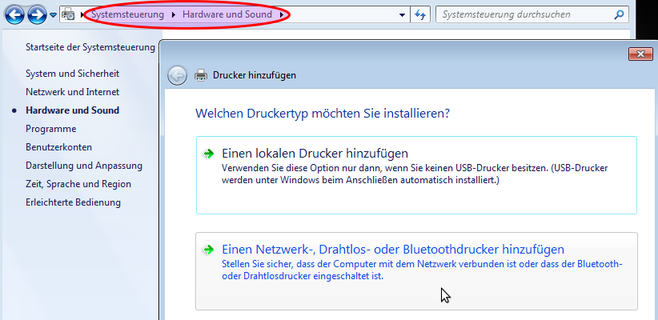 Systemsteuerung ▸ Hardware und Sound ▸
Systemsteuerung durchsuchen
Startseite der Systemsteuerung
System und Sicherheit
Netzwerk und Internet
Hardware und Sound
Programme
Benutzerkonten
Darstellung und Anpassung
Zeit, Sprache und Region
Erleichterte Bedienung
Drucker hinzufügen
Welchen Druckertyp möchten Sie installieren?
Einen lokalen Drucker hinzufügen
Verwenden Sie diese Option nur dann, wenn Sie keinen USB-Drucker besitzen. (USB-Drucker
werden unter Windows beim Anschließen automatisch installiert.)
Einen Netzwerk-, Drahtlos- oder Bluetoothdrucker hinzufügen
Stellen Sie sicher, dass der Computer mit dem Netzwerk verbunden ist oder dass der Bluetooth-
oder Drahtlosdrucker eingeschaltet ist.